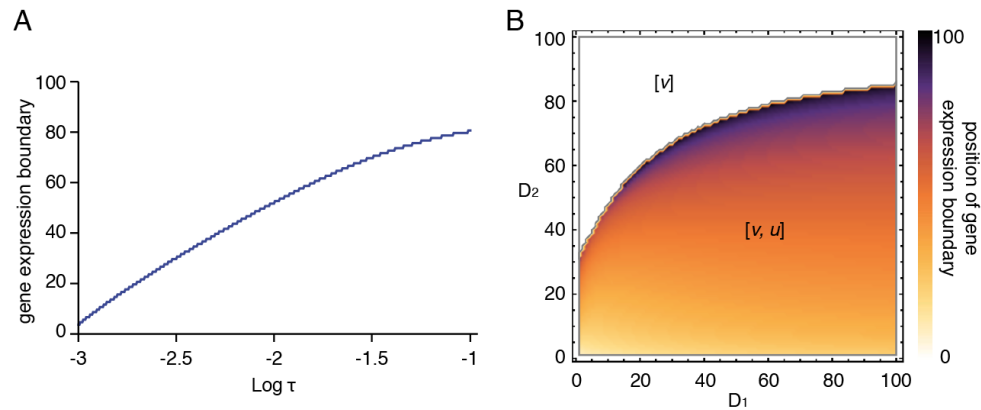 A
gene expression boundary
100
80
60
40
20
0
-3
-2.5
-2
-1.5
-1
Log τ
B
D2
100
80
60
40
20
0
[v]
[v, u]
0
20
40
60
80
100
D1
100
0
position of gene
expression boundary